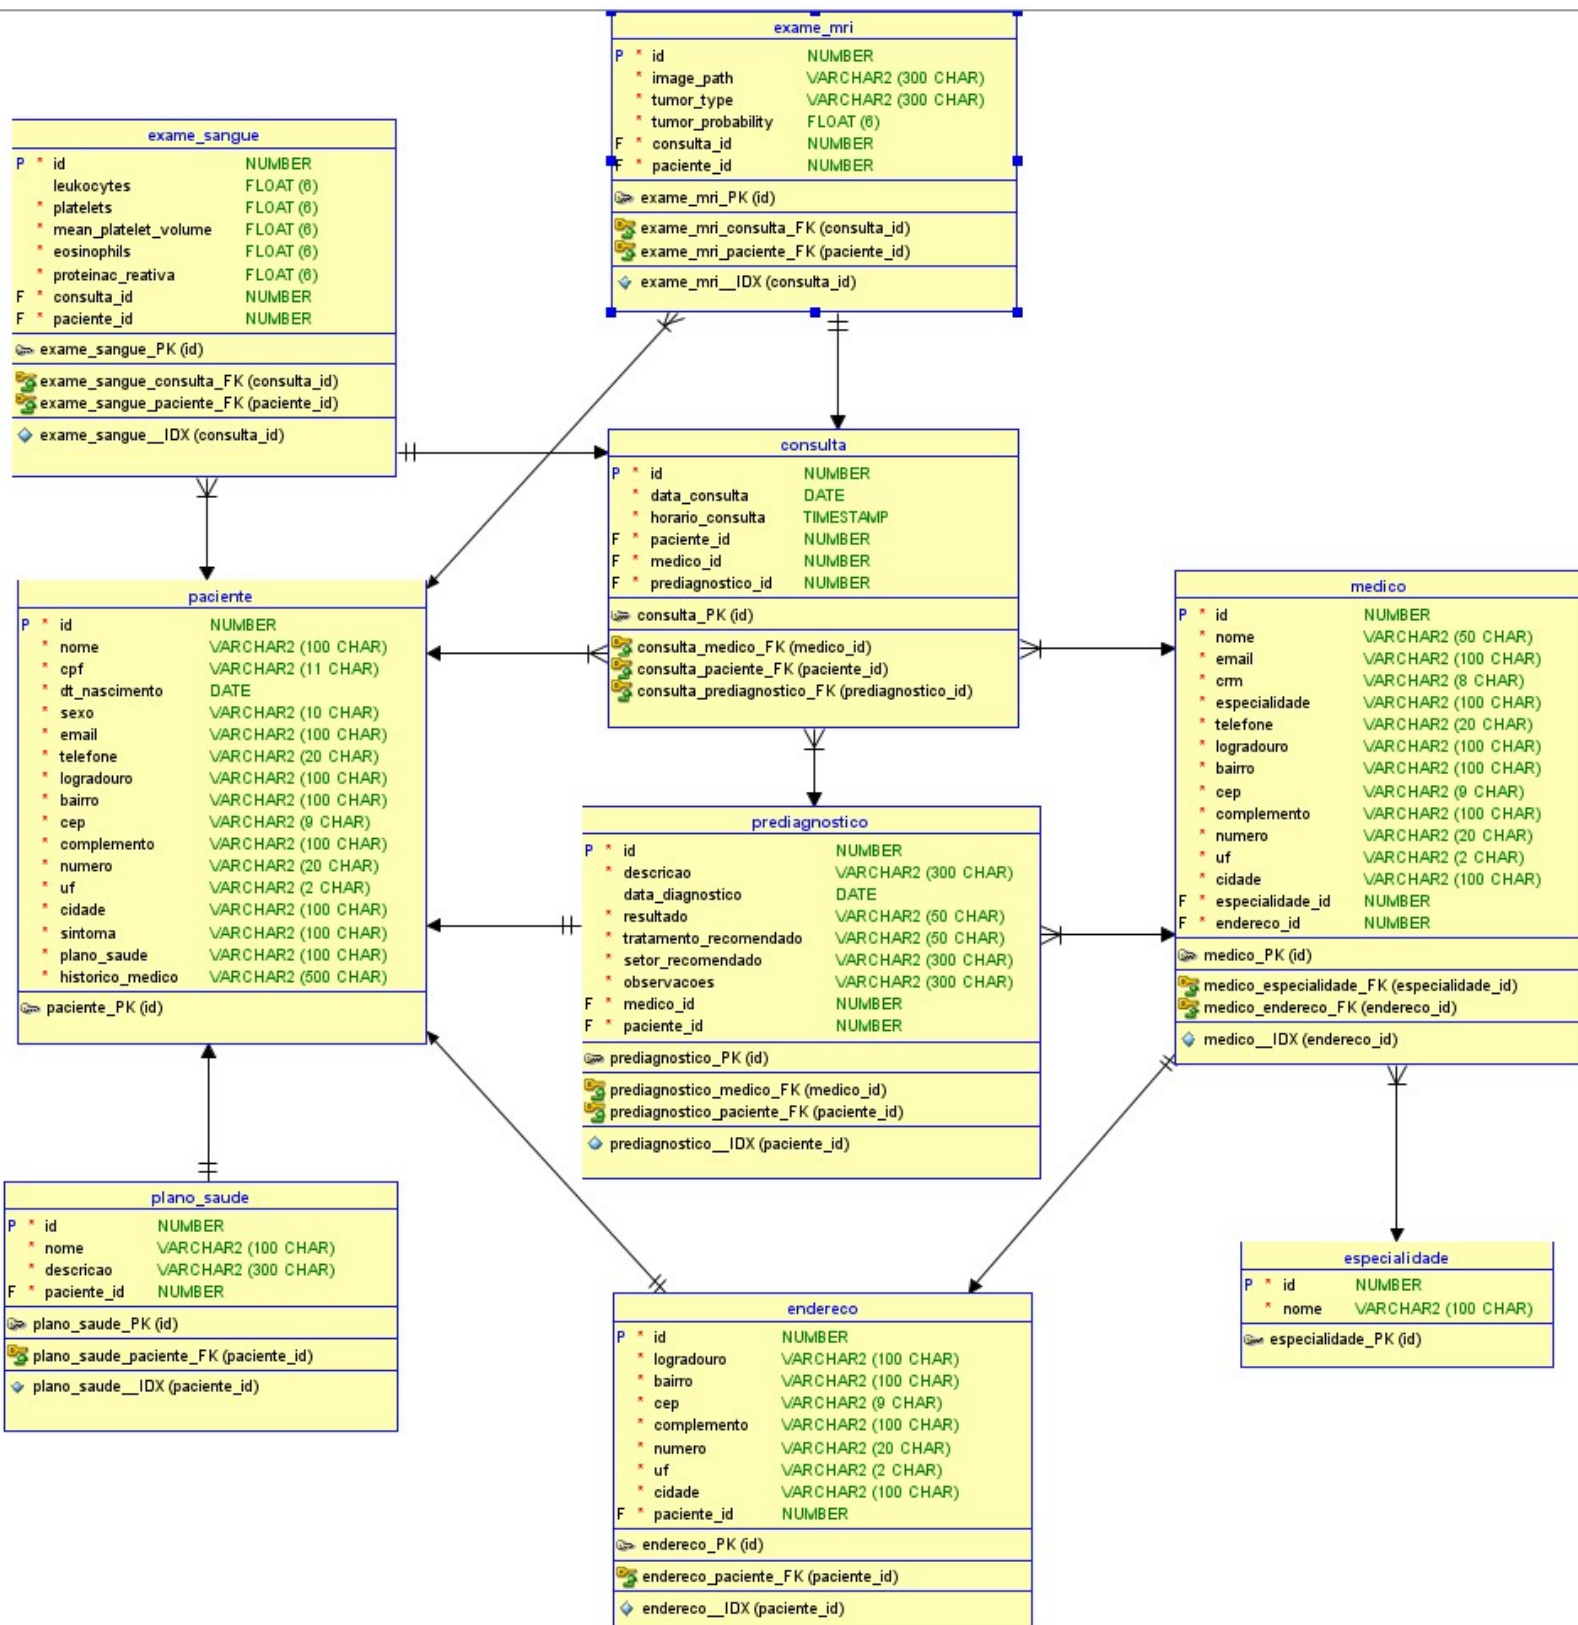 exame_mri
P * id NUMBER
* image_path VARCHAR2 (300 CHAR)
* tumor_type VARCHAR2 (300 CHAR)
* tumor_probability FLOAT (6)
F * consulta_id NUMBER
F * paciente_id NUMBER
exame_mri_PK (id)
exame_mri_consulta_FK (consulta_id)
exame_mri_paciente_FK (paciente_id)
exame_mri__IDX (consulta_id)
exame_sangue
P * id NUMBER
leukocytes FLOAT (6)
* platelets FLOAT (6)
* mean_platelet_volume FLOAT (6)
* eosinophils FLOAT (6)
* proteinac_reativa FLOAT (6)
F * consulta_id NUMBER
F * paciente_id NUMBER
exame_sangue_PK (id)
exame_sangue_consulta_FK (consulta_id)
exame_sangue_paciente_FK (paciente_id)
exame_sangue__IDX (consulta_id)
consulta
P * id NUMBER
* data_consulta DATE
* horario_consulta TIMESTAMP
F * paciente_id NUMBER
F * medico_id NUMBER
F * prediagnostico_id NUMBER
consulta_PK (id)
consulta_medico_FK (medico_id)
consulta_paciente_FK (paciente_id)
consulta_prediagnostico_FK (prediagnostico_id)
paciente
P * id NUMBER
* nome VARCHAR2 (100 CHAR)
* cpf VARCHAR2 (11 CHAR)
* dt_nascimento DATE
* sexo VARCHAR2 (10 CHAR)
* email VARCHAR2 (100 CHAR)
* telefone VARCHAR2 (20 CHAR)
* logradouro VARCHAR2 (100 CHAR)
* bairro VARCHAR2 (100 CHAR)
* cep VARCHAR2 (9 CHAR)
* complemento VARCHAR2 (100 CHAR)
* numero VARCHAR2 (20 CHAR)
* uf VARCHAR2 (2 CHAR)
* cidade VARCHAR2 (100 CHAR)
* sintoma VARCHAR2 (100 CHAR)
* plano_saude VARCHAR2 (100 CHAR)
* historico_medico VARCHAR2 (500 CHAR)
paciente_PK (id)
medico
P * id NUMBER
* nome VARCHAR2 (50 CHAR)
* email VARCHAR2 (100 CHAR)
* crm VARCHAR2 (8 CHAR)
* especialidade VARCHAR2 (100 CHAR)
* telefone VARCHAR2 (20 CHAR)
* logradouro VARCHAR2 (100 CHAR)
* bairro VARCHAR2 (100 CHAR)
* cep VARCHAR2 (9 CHAR)
* complemento VARCHAR2 (100 CHAR)
* numero VARCHAR2 (20 CHAR)
* uf VARCHAR2 (2 CHAR)
* cidade VARCHAR2 (100 CHAR)
F * especialidade_id NUMBER
F * endereco_id NUMBER
medico_PK (id)
medico_especialidade_FK (especialidade_id)
medico_endereco_FK (endereco_id)
medico__IDX (endereco_id)
prediagnostico
P * id NUMBER
* descricao VARCHAR2 (300 CHAR)
data_diagnostico DATE
* resultado VARCHAR2 (50 CHAR)
* tratamento_recomendado VARCHAR2 (50 CHAR)
* setor_recomendado VARCHAR2 (300 CHAR)
* observacoes VARCHAR2 (300 CHAR)
F * medico_id NUMBER
F * paciente_id NUMBER
prediagnostico_PK (id)
prediagnostico_medico_FK (medico_id)
prediagnostico_paciente_FK (paciente_id)
prediagnostico__IDX (paciente_id)
plano_saude
P * id NUMBER
* nome VARCHAR2 (100 CHAR)
* descricao VARCHAR2 (300 CHAR)
F * paciente_id NUMBER
plano_saude_PK (id)
plano_saude_paciente_FK (paciente_id)
plano_saude__IDX (paciente_id)
endereco
P * id NUMBER
* logradouro VARCHAR2 (100 CHAR)
* bairro VARCHAR2 (100 CHAR)
* cep VARCHAR2 (9 CHAR)
* complemento VARCHAR2 (100 CHAR)
* numero VARCHAR2 (20 CHAR)
* uf VARCHAR2 (2 CHAR)
* cidade VARCHAR2 (100 CHAR)
F * paciente_id NUMBER
endereco_PK (id)
endereco_paciente_FK (paciente_id)
endereco__IDX (paciente_id)
especialidade
P * id NUMBER
* nome VARCHAR2 (100 CHAR)
especialidade_PK (id)